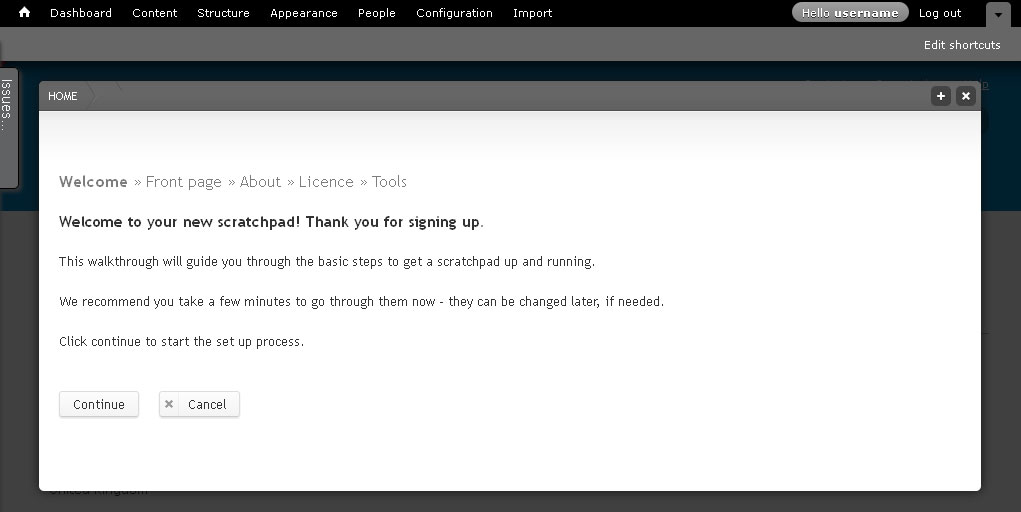 Dashboard Content Structure Appearance People Configuration Import Hello username Log out
Edit shortcuts
Issues...
HOME
Welcome » Front page » About » Licence » Tools
Welcome to your new scratchpad! Thank you for signing up.
This walkthrough will guide you through the basic steps to get a scratchpad up and running.
We recommend you take a few minutes to go through them now - they can be changed later, if needed.
Click continue to start the set up process.
Continue Cancel
United Kingdom